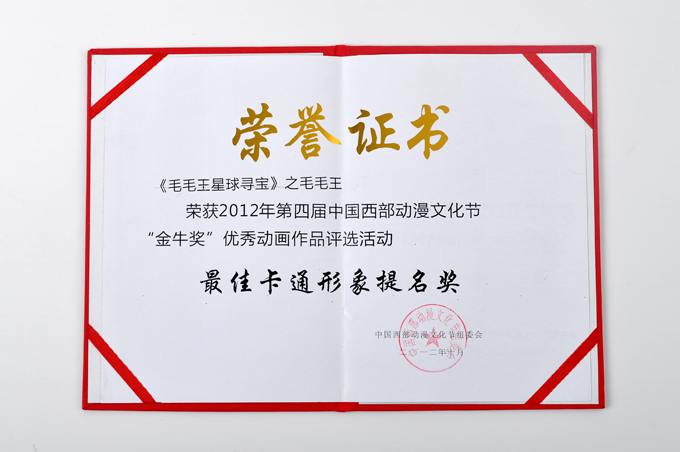 荣誉证书
《毛毛王星球寻宝》之毛毛王
荣获2012年第四届中国西部动漫文化节
“金牛奖”优秀动画作品评选活动
最佳卡通形象提名奖
中国西部动漫文化节组委会
二〇一二年十月